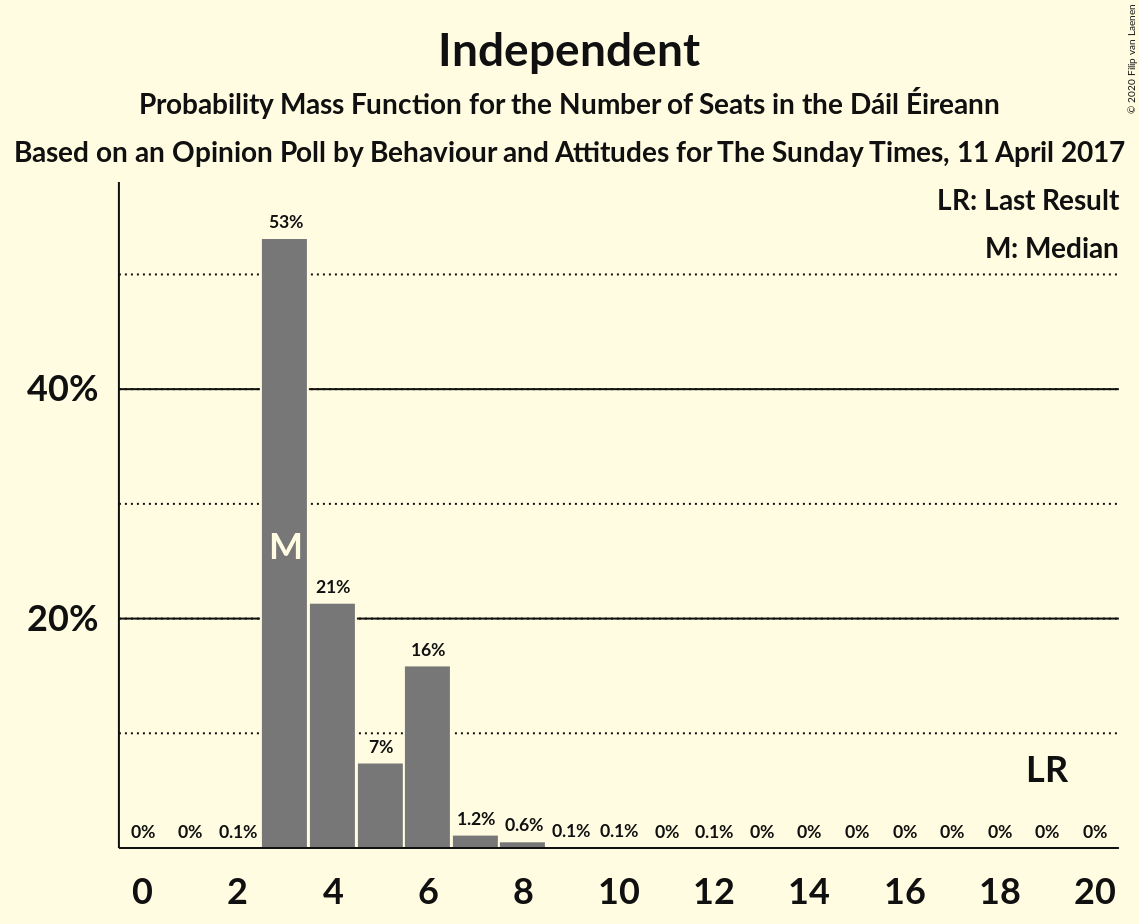 Independent
Probability Mass Function for the Number of Seats in the Dáil Éireann
Based on an Opinion Poll by Behaviour and Attitudes for The Sunday Times, 11 April 2017
© 2020 Filip van Laenen
LR: Last Result
M: Median
53%
40%
M
21%
20%
16%
7%
LR
0% 0% 0.1% 1.2% 0.6% 0.1% 0.1% 0% 0.1% 0% 0% 0% 0% 0% 0% 0% 0%
0 2 4 6 8 10 12 14 16 18 20